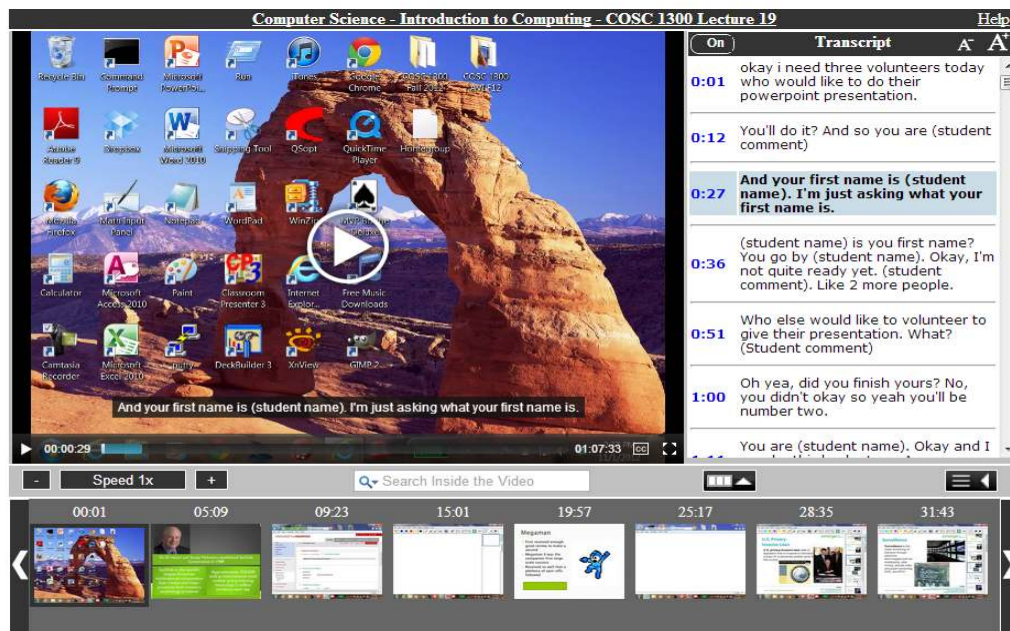 Computer Science - Introduction to Computing - COSC 1300 Lecture 19
Help
Recycle Bin
Command Prompt
Microsoft PowerPoi...
Run
iTunes
Google Chrome
COSC 1300 Fall 2012
COSC 1300
Adobe Reader 9
Dropbox
Microsoft Word 2010
Snipping Tool
QSopt
QuickTime Player
Homegroup
Mozilla Firefox
Math Input Panel
Notepad
WordPad
WinZip
Calculator
Microsoft Access 2010
Paint
Classroom Presenter 3
Internet Explor...
Free Music Downloads
Camtasia Recorder
Microsoft Excel 2010
putty
DeckBuilder 3
XnView
GIMP 2
And your first name is (student name). I'm just asking what your first name is.
00:00:29
01:07:33
CC
On
Transcript
A-
A+
0:01
okay i need three volunteers today
who would like to do their
powerpoint presentation.
0:12
You'll do it? And so you are (student
comment)
0:27
And your first name is (student
name). I'm just asking what your
first name is.
0:36
(student name) is you first name?
You go by (student name). Okay, I'm
not quite ready yet. (student
comment). Like 2 more people.
0:51
Who else would like to volunteer to
give their presentation. What?
(Student comment)
1:00
Oh yea, did you finish yours? No,
you didn't okay so yeah you'll be
number two.
You are (student name). Okay and I
-
Speed 1x
+
Search Inside the Video
00:01
05:09
09:23
15:01
19:57
25:17
28:35
31:43
Megaman
U.S. Privacy
Surveillance